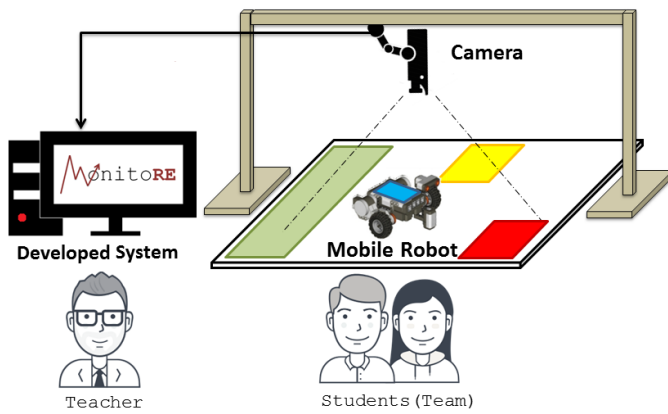 Camera
MonitoRE
Developed System
Mobile Robot
Teacher
Students(Team)